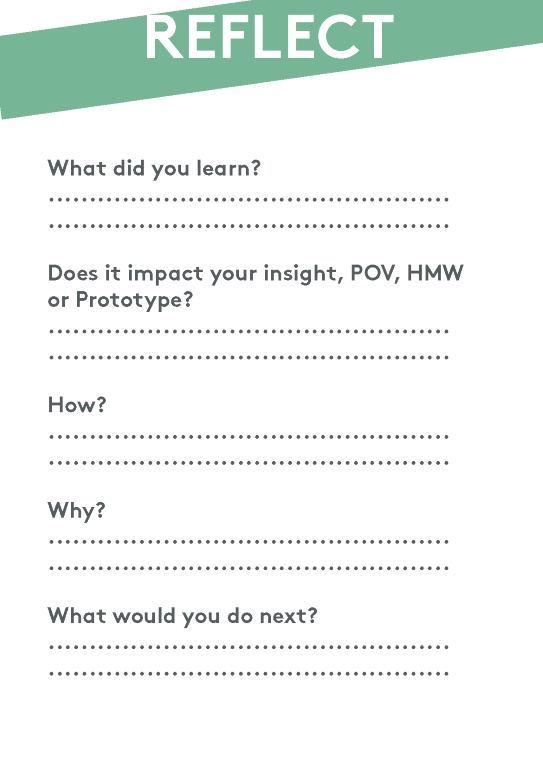 REFLECT
What did you learn?
.................................................
.................................................
Does it impact your insight, POV, HMW
or Prototype?
.................................................
.................................................
How?
.................................................
.................................................
Why?
.................................................
.................................................
What would you do next?
.................................................
.................................................